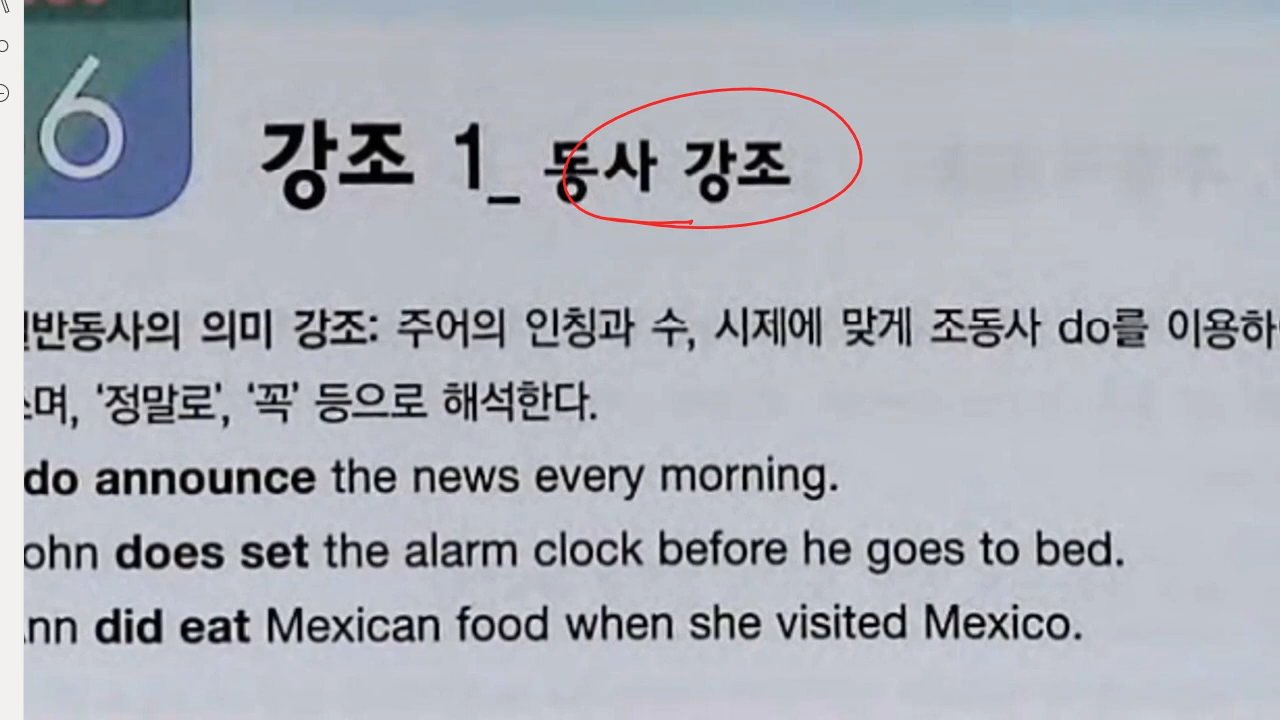 6
강조 1_ 동사 강조
일반동사의 의미 강조: 주어의 인칭과 수, 시제에 맞게 조동사 do를
며, '정말로', '꼭' 등으로 해석한다.
do announce the news every morning.
ohn does set the alarm clock before he goes to bed.
nn did eat Mexican food when she visited Mexico.